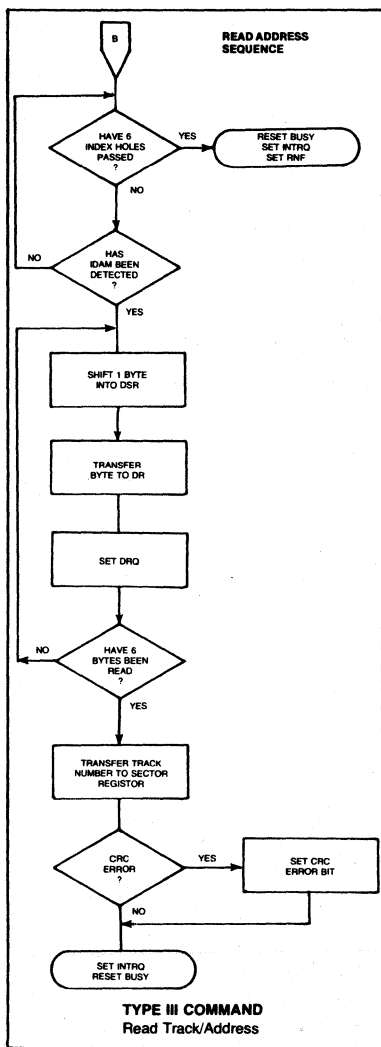 B
READ ADDRESS
SEQUENCE
HAVE 6
INDEX HOLES
PASSED
?
YES
RESET BUSY
SET INTRQ
SET RNF
NO
NO
HAS
IDAM BEEN
DETECTED
?
YES
SHIFT 1 BYTE
INTO DSR
TRANSFER
BYTE TO DR
SET DRQ
NO
HAVE 6
BYTES BEEN
READ
?
YES
TRANSFER TRACK
NUMBER TO SECTOR
REGISTOR
CRC
ERROR
?
YES
SET CRC
ERROR BIT
NO
SET INTRQ
RESET BUSY
TYPE III COMMAND
Read Track/Address